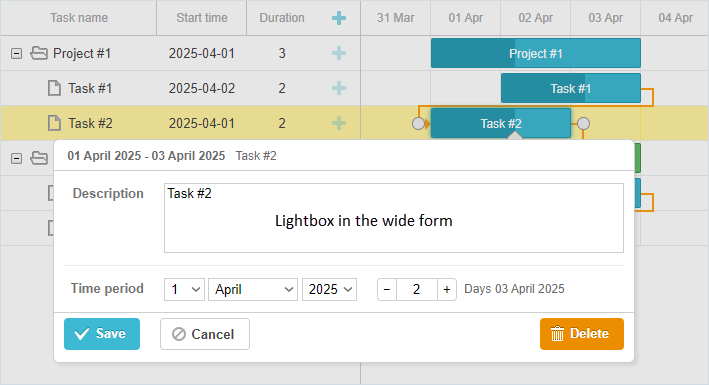 Task name Start time Duration 31 Mar 01 Apr 02 Apr 03 Apr 04 Apr
Project #1 2025-04-01 3 Project #1
Task #1 2025-04-02 2 Task #1
Task #2 2025-04-01 2 Task #2
01 April 2025 - 03 April 2025 Task #2
Description Task #2
Lightbox in the wide form
Time period 1 April 2025 − 2 + Days 03 April 2025
Save Cancel Delete